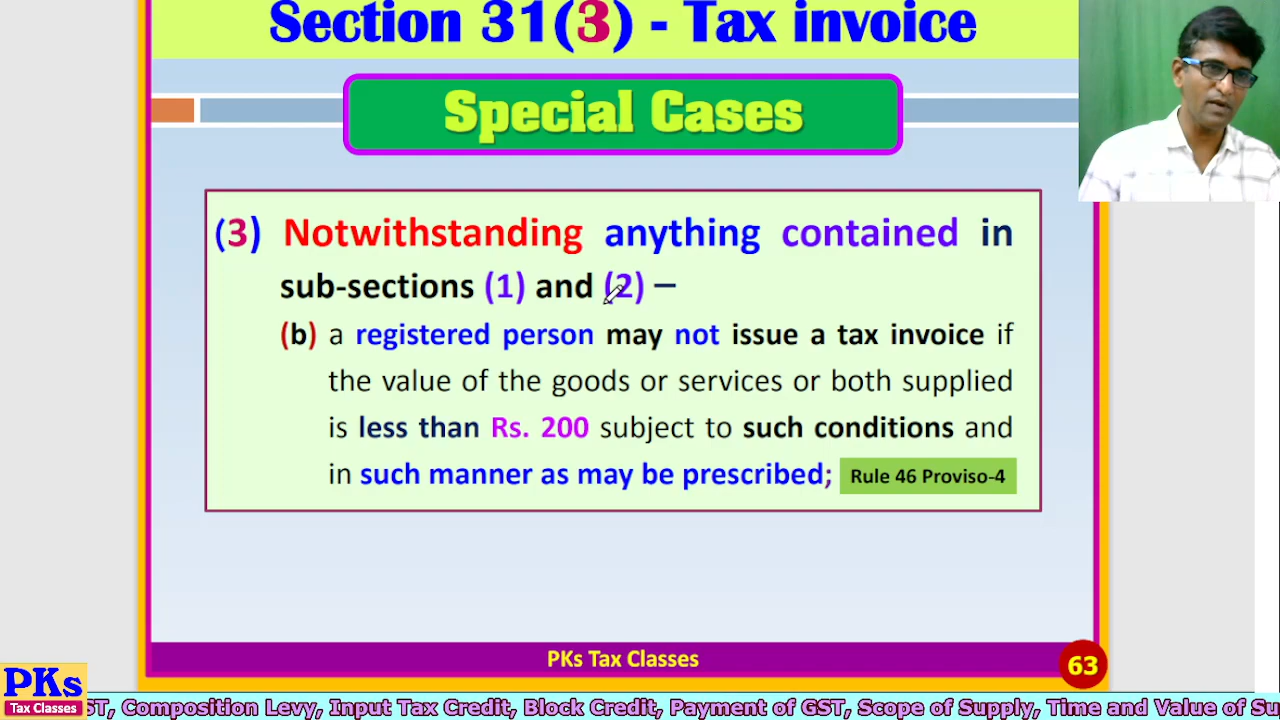 Section 31(3) - Tax invoice
Special Cases
(3) Notwithstanding anything contained in
sub-sections (1) and (2) –
(b) a registered person may not issue a tax invoice if
the value of the goods or services or both supplied
is less than Rs. 200 subject to such conditions and
in such manner as may be prescribed; Rule 46 Proviso-4
PKs Tax Classes
63
PKs
Tax Classes
ST, Composition Levy, Input Tax Credit, Block Credit, Payment of GST, Scope of Supply, Time and Value of Su